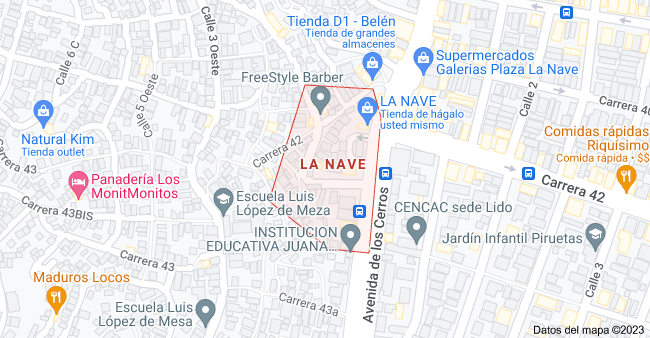 Calle 6 C
Calle 3 Oeste
Tienda D1 - Belén
Tienda de grandes
almacenes
Supermercados
Galerias Plaza La Nave
FreeStyle Barber
Calle 5 Oeste
LA NAVE
Tienda de hágalo
usted mismo
Calle 2
Carrera 40
Natural Kim
Tienda outlet
Carrera 42
Comidas rápidas
Riquísimo
Comida rápida • $$
LA NAVE
Carrera 43
Panadería Los
MonitMonitos
Carrera 42
Escuela Luis
López de Meza
Carrera 43BIS
CENCAC sede Lido
INSTITUCION
EDUCATIVA JUANA...
Jardín Infantil Piruetas
Avenida de los Cerros
Carrera 43
Maduros Locos
Calle 3
Carrera 43a
Escuela Luis
López de Mesa
Datos del mapa ©2023